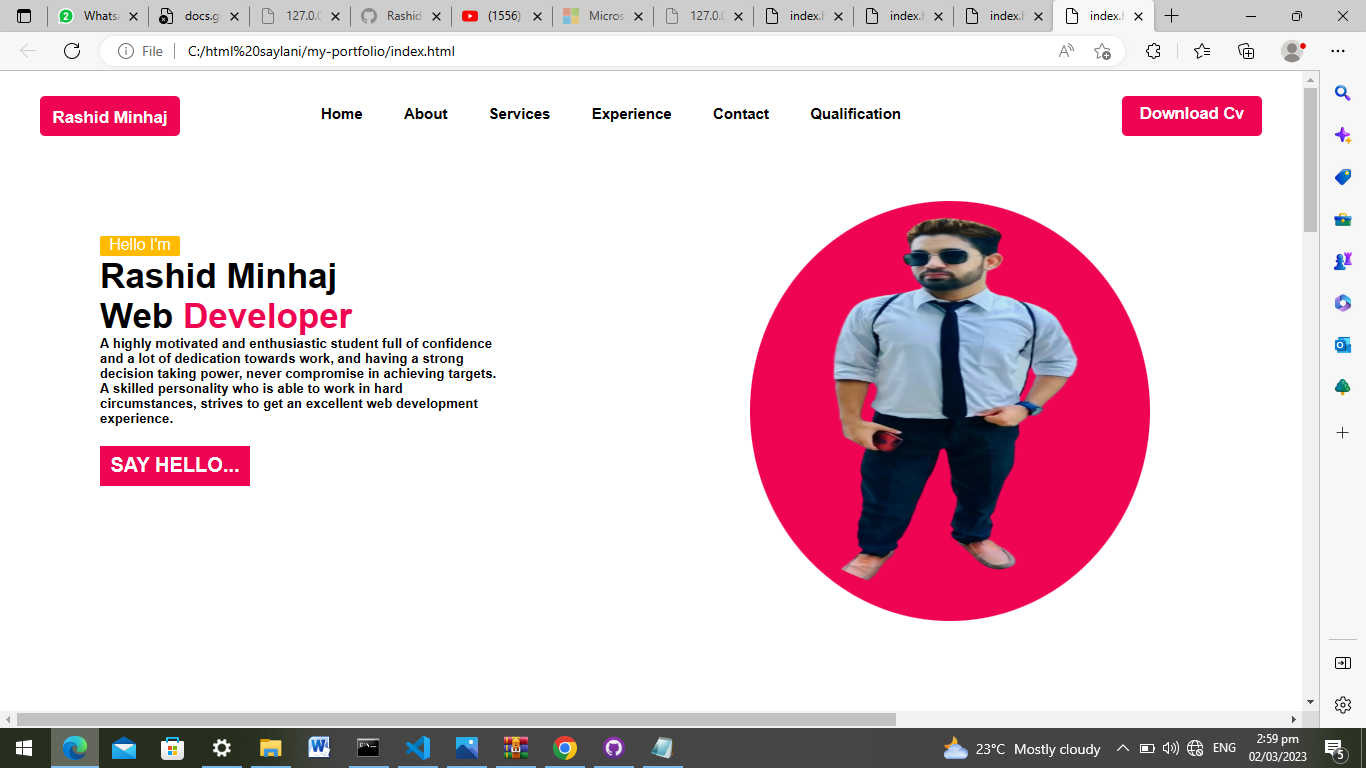 WhatsA
docs.g
127.0.0
Rashid
(1556)
Micros
127.0.0
index.h
index.h
index.h
index.h
File
C:/html%20saylani/my-portfolio/index.html
Rashid Minhaj
Home
About
Services
Experience
Contact
Qualification
Download Cv
Hello I'm
Rashid Minhaj
Web Developer
A highly motivated and enthusiastic student full of confidence
and a lot of dedication towards work, and having a strong
decision taking power, never compromise in achieving targets.
A skilled personality who is able to work in hard
circumstances, strives to get an excellent web development
experience.
SAY HELLO...
23°C Mostly cloudy
ENG
2:59 pm
02/03/2023
5